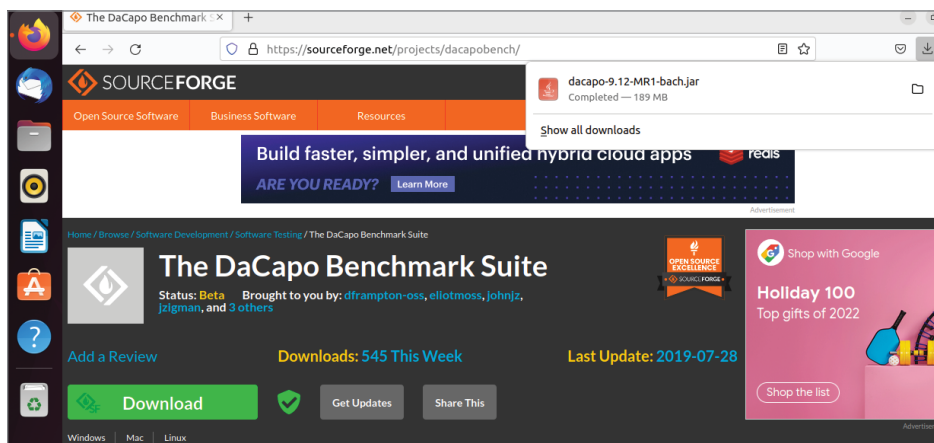 The DaCapo Benchmark S
https://sourceforge.net/projects/dacapobench/
SOURCEFORGE
dacapo-9.12-MR1-bach.jar
Completed — 189 MB
Show all downloads
Open Source Software Business Software Resources
Build faster, simpler, and unified hybrid cloud apps redis
ARE YOU READY? Learn More
Advertisement
Home / Browse / Software Development / Software Testing / The DaCapo Benchmark Suite
The DaCapo Benchmark Suite
Status: Beta Brought to you by: dframpton-oss, eliotmoss, johnjz,
jzigman, and 3 others
OPEN SOURCE
EXCELLENCE
SOURCEFORGE
Shop with Google
Holiday 100
Top gifts of 2022
Shop the list
Add a Review Downloads: 545 This Week Last Update: 2019-07-28
Download Get Updates Share This
Windows Mac Linux